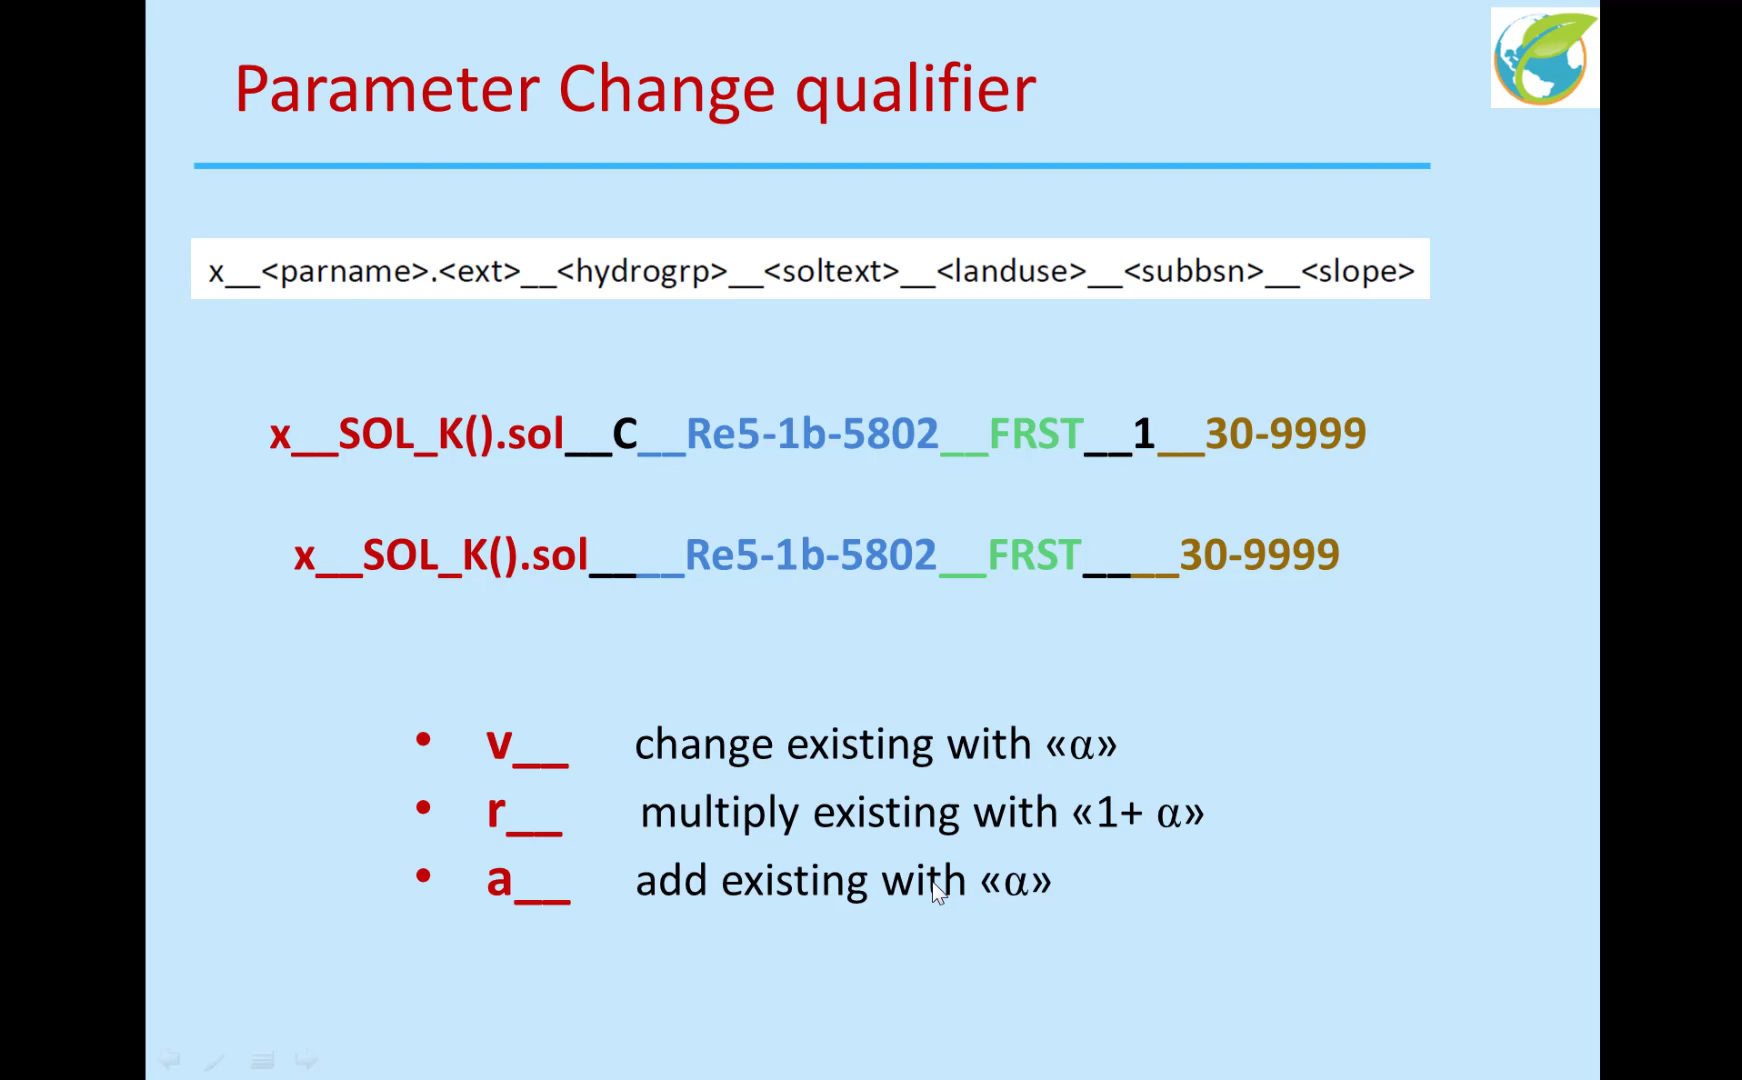 Parameter Change qualifier
x__<parname>.<ext>__<hydrogrp>__<soltext>__<landuse>__<subbsn>__<slope>
x__SOL_K().sol__C__Re5-1b-5802__FRST__1__30-9999
x__SOL_K().sol____Re5-1b-5802__FRST____30-9999
• v__ change existing with «α»
• r__ multiply existing with «1+ α»
• a__ add existing with «α»